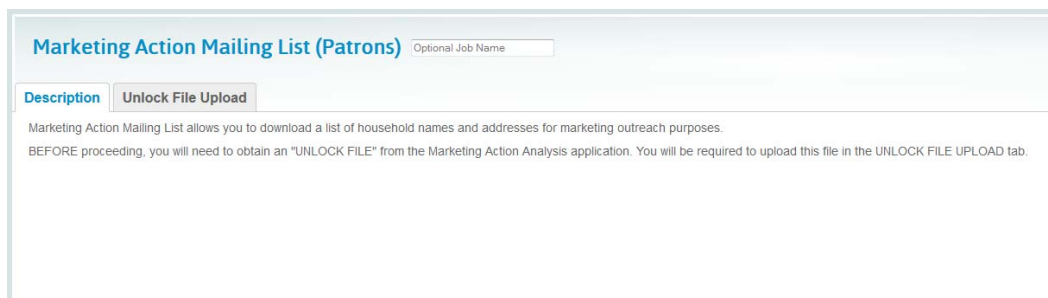 Marketing Action Mailing List (Patrons) Optional Job Name
Description Unlock File Upload
Marketing Action Mailing List allows you to download a list of household names and addresses for marketing outreach purposes.
BEFORE proceeding, you will need to obtain an "UNLOCK FILE" from the Marketing Action Analysis application. You will be required to upload this file in the UNLOCK FILE UPLOAD tab.